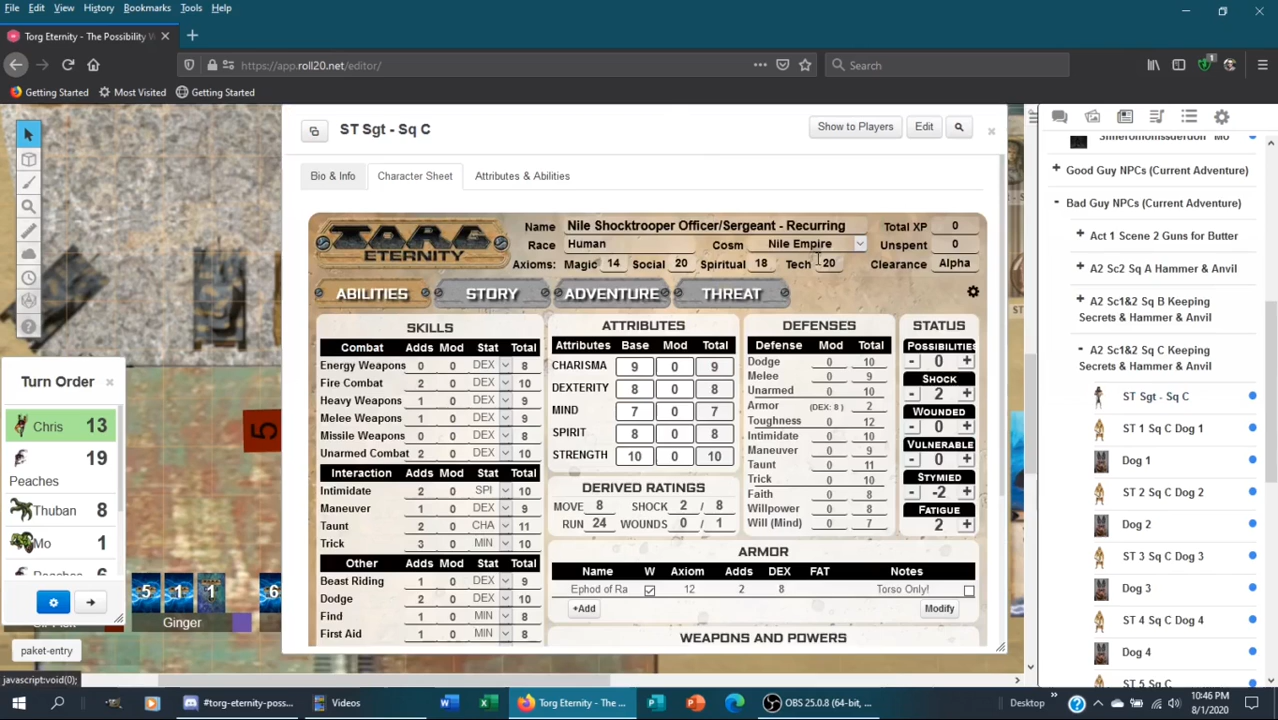 File Edit View History Bookmarks Tools Help
Torg Eternity - The Possibility
https://app.roll20.net/editor/
Search
Getting Started Most Visited Getting Started
ST Sgt - Sq C
Show to Players Edit
Bio & Info Character Sheet Attributes & Abilities
TORG ETERNITY
Name Nile Shocktrooper Officer/Sergeant - Recurring Total XP 0
Race Human Cosm Nile Empire Unspent 0
Axioms: Magic 14 Social 20 Spiritual 18 Tech 20 Clearance Alpha
ABILITIES STORY ADVENTURE THREAT
SKILLS
Combat Adds Mod Stat Total
Energy Weapons 0 0 DEX 8
Fire Combat 2 0 DEX 10
Heavy Weapons 1 0 DEX 9
Melee Weapons 1 0 DEX 9
Missile Weapons 0 0 DEX 8
Unarmed Combat 2 0 DEX 10
Interaction Adds Mod Stat Total
Intimidate 2 0 SPI 10
Maneuver 1 0 DEX 9
Taunt 2 0 CHA 11
Trick 3 0 MIN 10
Other Adds Mod Stat Total
Beast Riding 1 0 DEX 9
Dodge 2 0 DEX 10
Find 1 0 MIN 8
First Aid 1 0 MIN 8
ATTRIBUTES
Attributes Base Mod Total
CHARISMA 9 0 9
DEXTERITY 8 0 8
MIND 7 0 7
SPIRIT 8 0 8
STRENGTH 10 0 10
DERIVED RATINGS
MOVE 8 SHOCK 2 / 8
RUN 24 WOUNDS 0 / 1
DEFENSES
Defense Mod Total
Dodge 0 10
Melee 0 9
Unarmed 0 10
Armor (DEX: 8 ) 2
Toughness 0 12
Intimidate 0 10
Maneuver 0 9
Taunt 0 11
Trick 0 10
Faith 0 8
Willpower 0 8
Will (Mind) 0 7
STATUS
POSSIBILITIES
- 0 +
SHOCK
- 2 +
WOUNDED
- 0 +
VULNERABLE
- 0 +
STYMIED
- -2 +
FATIGUE
2 +
ARMOR
Name W Axiom Adds DEX FAT Notes
Ephod of Ra 12 2 8 Torso Only!
+Add Modify
WEAPONS AND POWERS
Turn Order
Chris 13
19
Peaches
Thuban 8
Mo 1
5
5 1 1 6
Ginger
paket-entry
javascript:void(0);
Good Guy NPCs (Current Adventure)
Bad Guy NPCs (Current Adventure)
Act 1 Scene 2 Guns for Butter
A2 Sc2 Sq A Hammer & Anvil
A2 Sc1&2 Sq B Keeping
Secrets & Hammer & Anvil
A2 Sc1&2 Sq C Keeping
Secrets & Hammer & Anvil
ST Sgt - Sq C
ST 1 Sq C Dog 1
Dog 1
ST 2 Sq C Dog 2
Dog 2
ST 3 Sq C Dog 3
Dog 3
ST 4 Sq C Dog 4
Dog 4
ST 5 Sq C
#torg-eternity-poss... Videos Torg Eternity - The ... OBS 25.0.8 (64-bit, ... Desktop
10:46 PM
8/1/2020